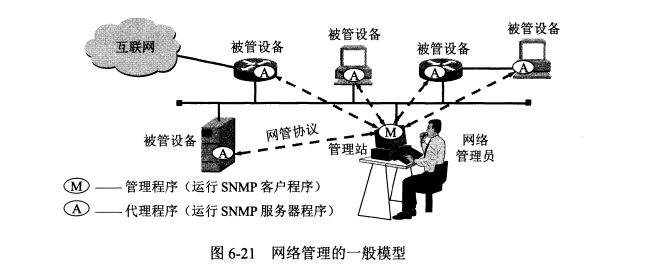 互联网
被管设备
被管设备
被管设备
被管设备
A
A
A
A
被管设备
网管协议
M
管理站
网络
管理员
A
M ——管理程序（运行 SNMP 客户程序）
A ——代理程序（运行 SNMP 服务器程序）
图 6-21 网络管理的一般模型